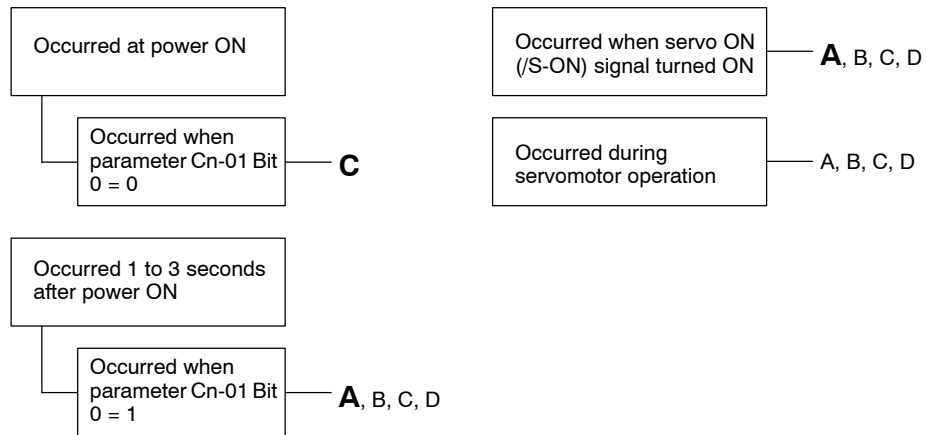 Occurred at power ON
Occurred when
parameter Cn-01 Bit
0 = 0
C
Occurred 1 to 3 seconds
after power ON
Occurred when
parameter Cn-01 Bit
0 = 1
A, B, C, D
Occurred when servo ON
(/S-ON) signal turned ON
A, B, C, D
Occurred during
servomotor operation
A, B, C, D